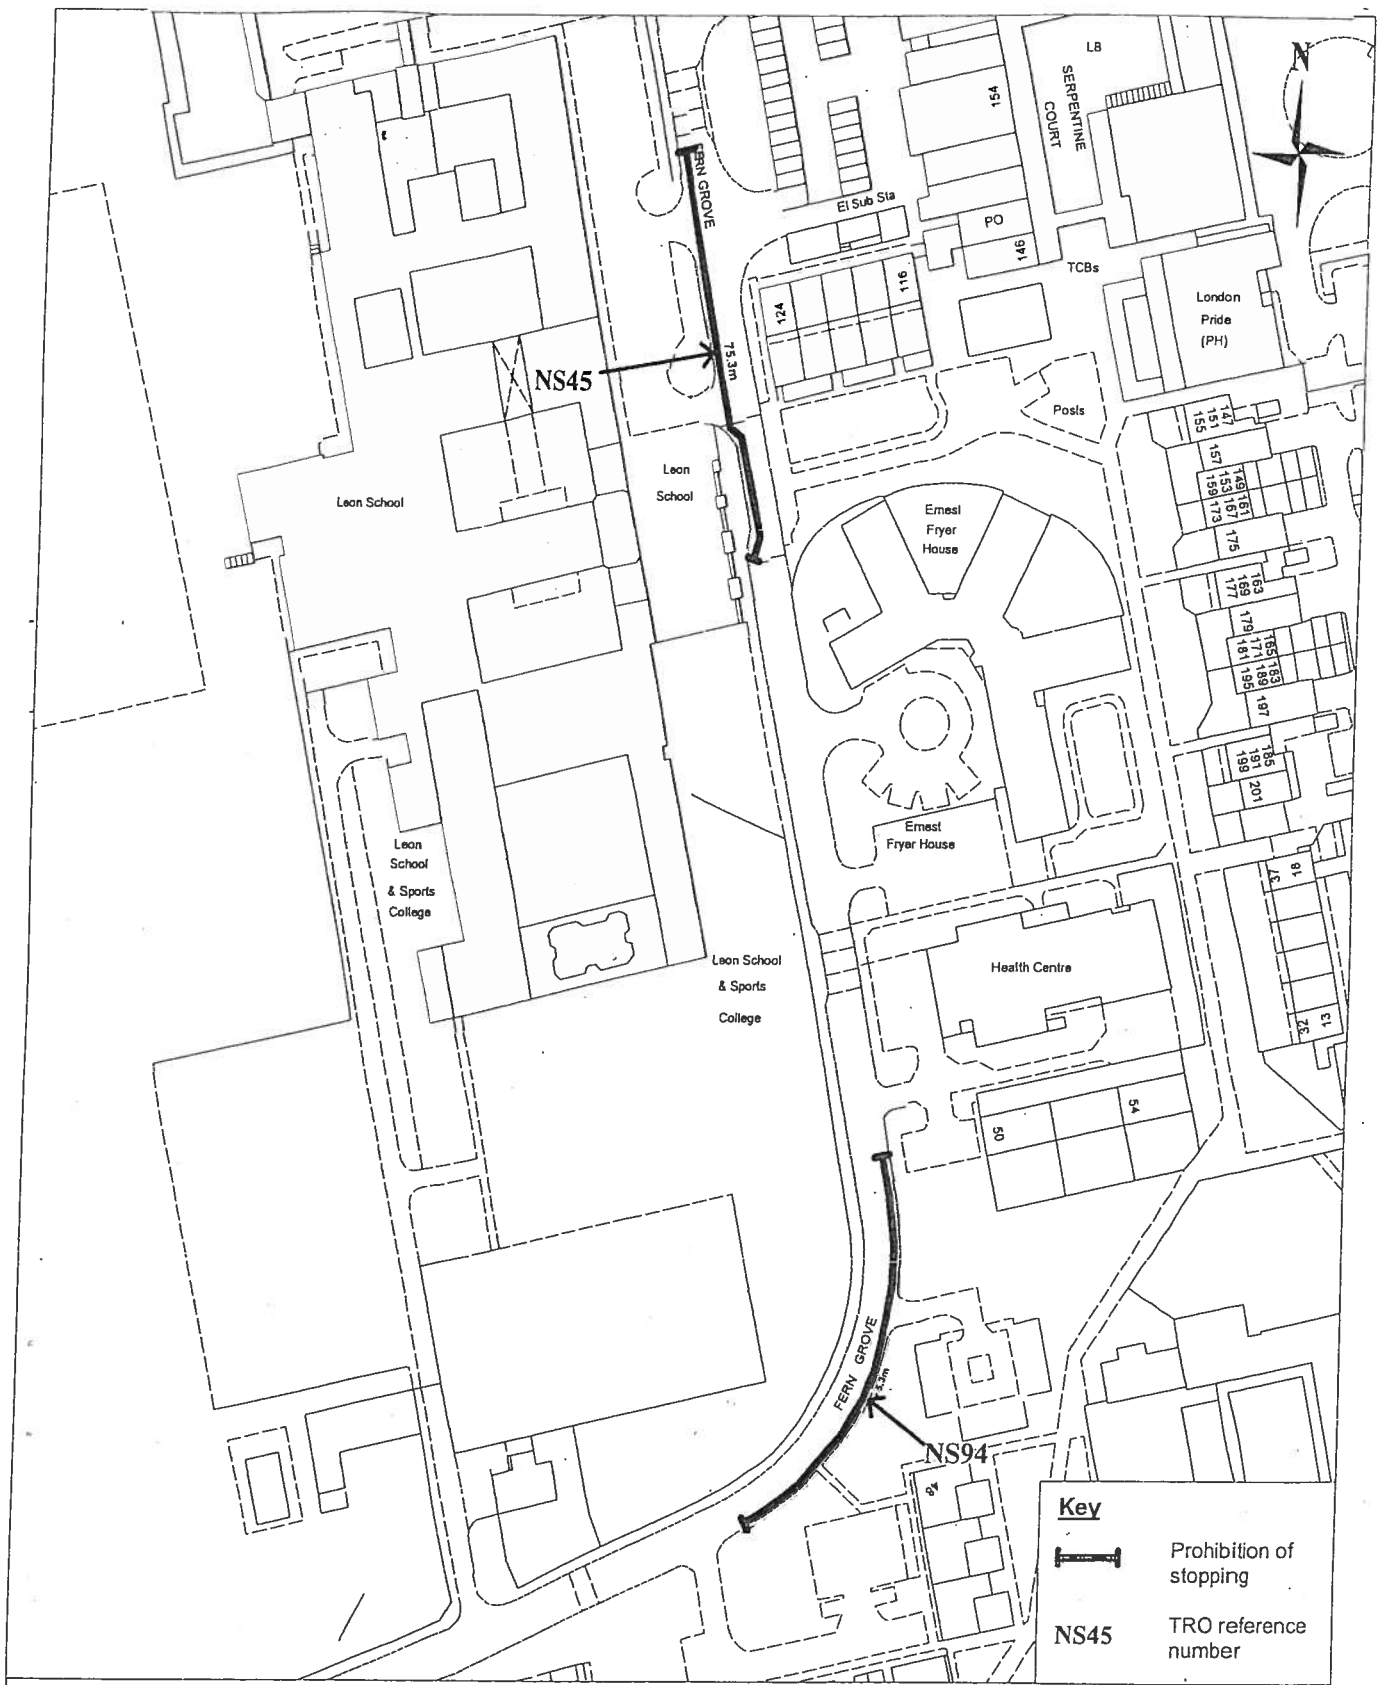 N
LB
SERPENTINE
COURT
154
FERN GROVE
El Sub Sta
PO
146
TCBs
116
124
London
Pride
(PH)
75.3m
NS45
Posts
147
151
155
157
149
153
159
161
167
173
175
163
169
177
179
165
171
181
183
189
195
197
185
191
199
201
Leon
School
Leon School
Ernest
Fryer
House
Ernest
Fryer House
Leon
School
& Sports
College
37
18
Leon School
& Sports
College
Health Centre
32
13
50
54
FERN GROVE
5.3m
NS94
Key
Prohibition of
stopping
NS45
TRO reference
number